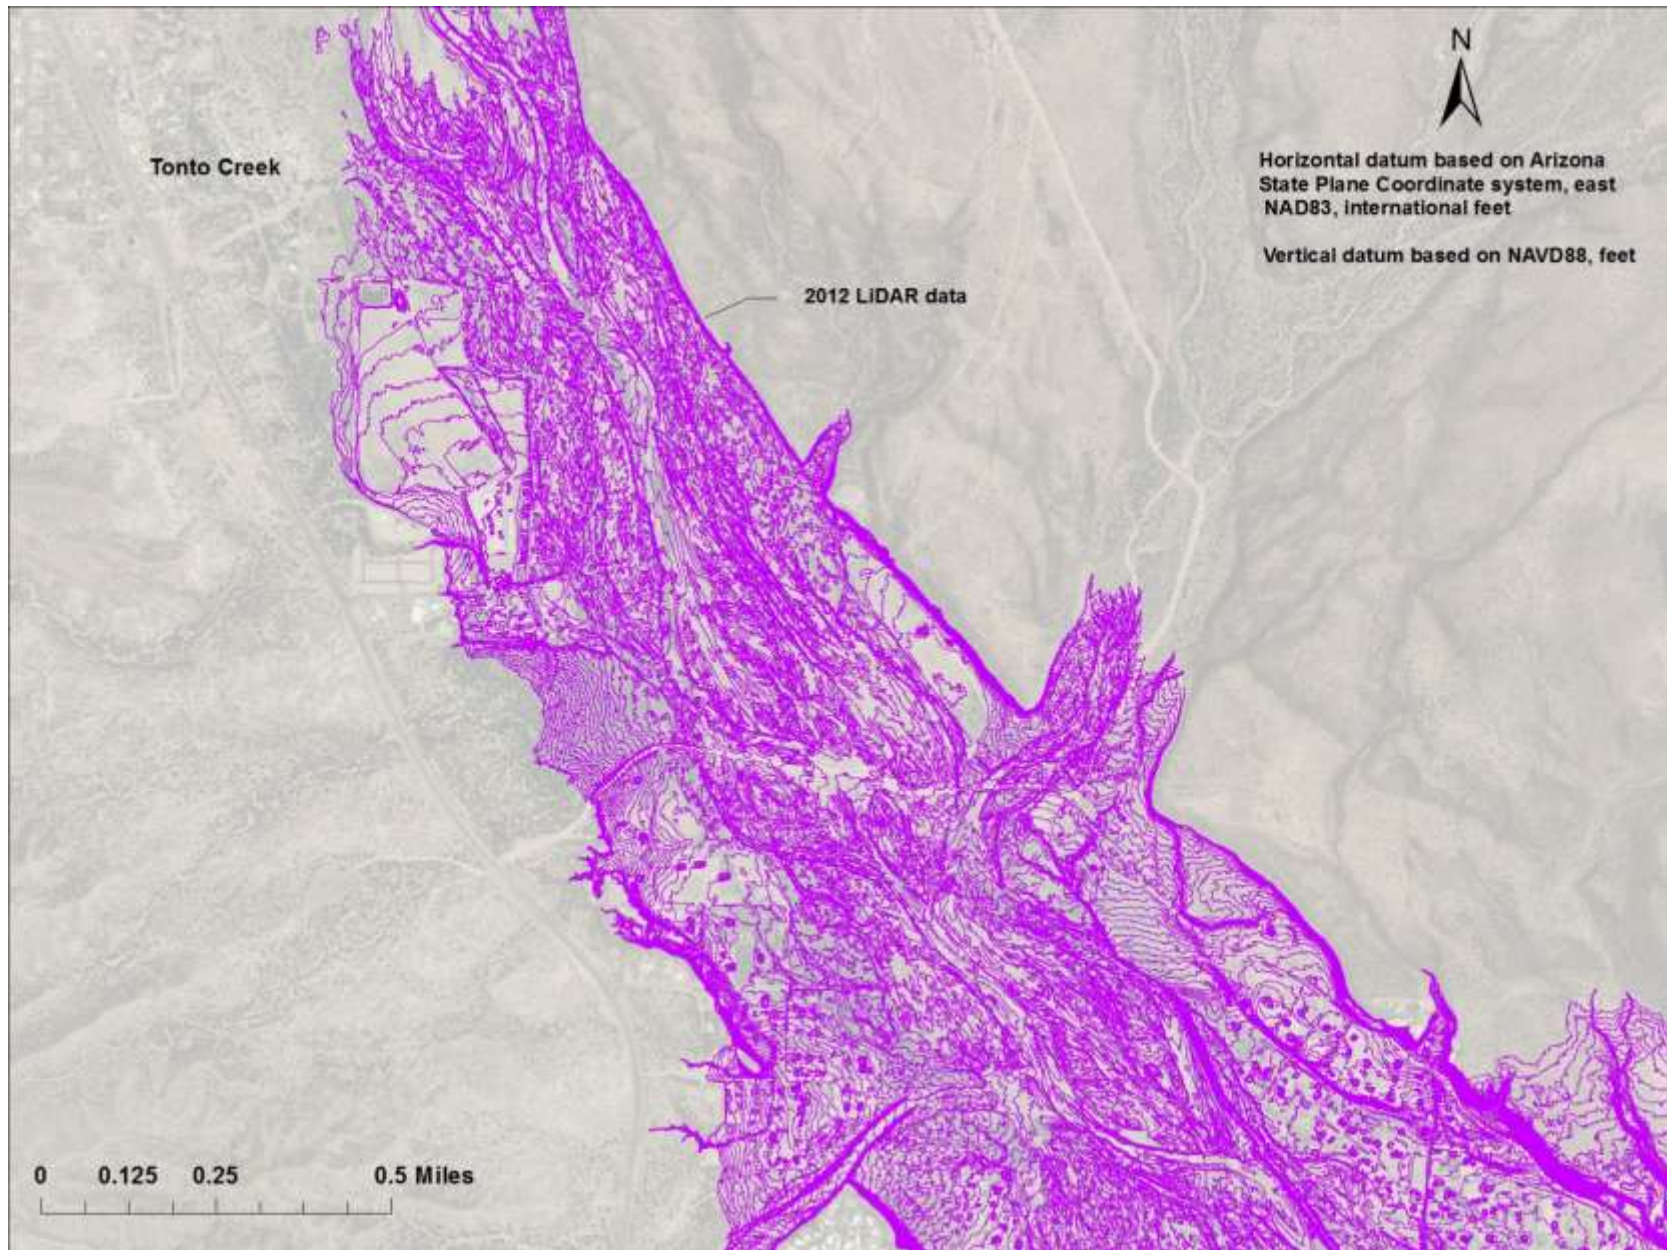 N
Tonto Creek
Horizontal datum based on Arizona
State Plane Coordinate system, east
NAD83, international feet
Vertical datum based on NAVD88, feet
2012 LiDAR data
0 0.125 0.25 0.5 Miles